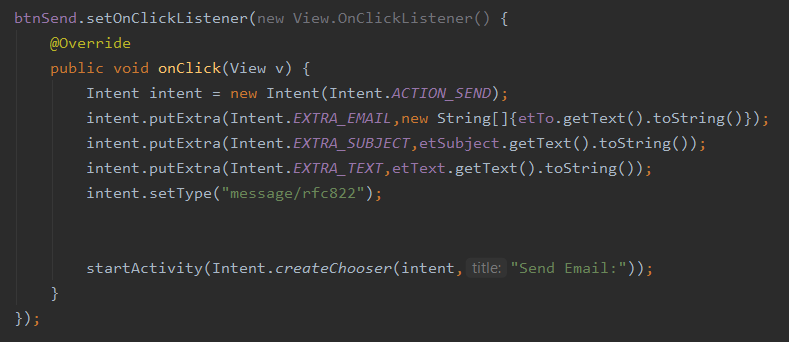 btnSend.setOnClickListener(new View.OnClickListener() {
    @Override
    public void onClick(View v) {
        Intent intent = new Intent(Intent.ACTION_SEND);
        intent.putExtra(Intent.EXTRA_EMAIL,new String[]{etTo.getText().toString()});
        intent.putExtra(Intent.EXTRA_SUBJECT,etSubject.getText().toString());
        intent.putExtra(Intent.EXTRA_TEXT,etText.getText().toString());
        intent.setType("message/rfc822");
        startActivity(Intent.createChooser(intent, title: "Send Email:"));
    }
});